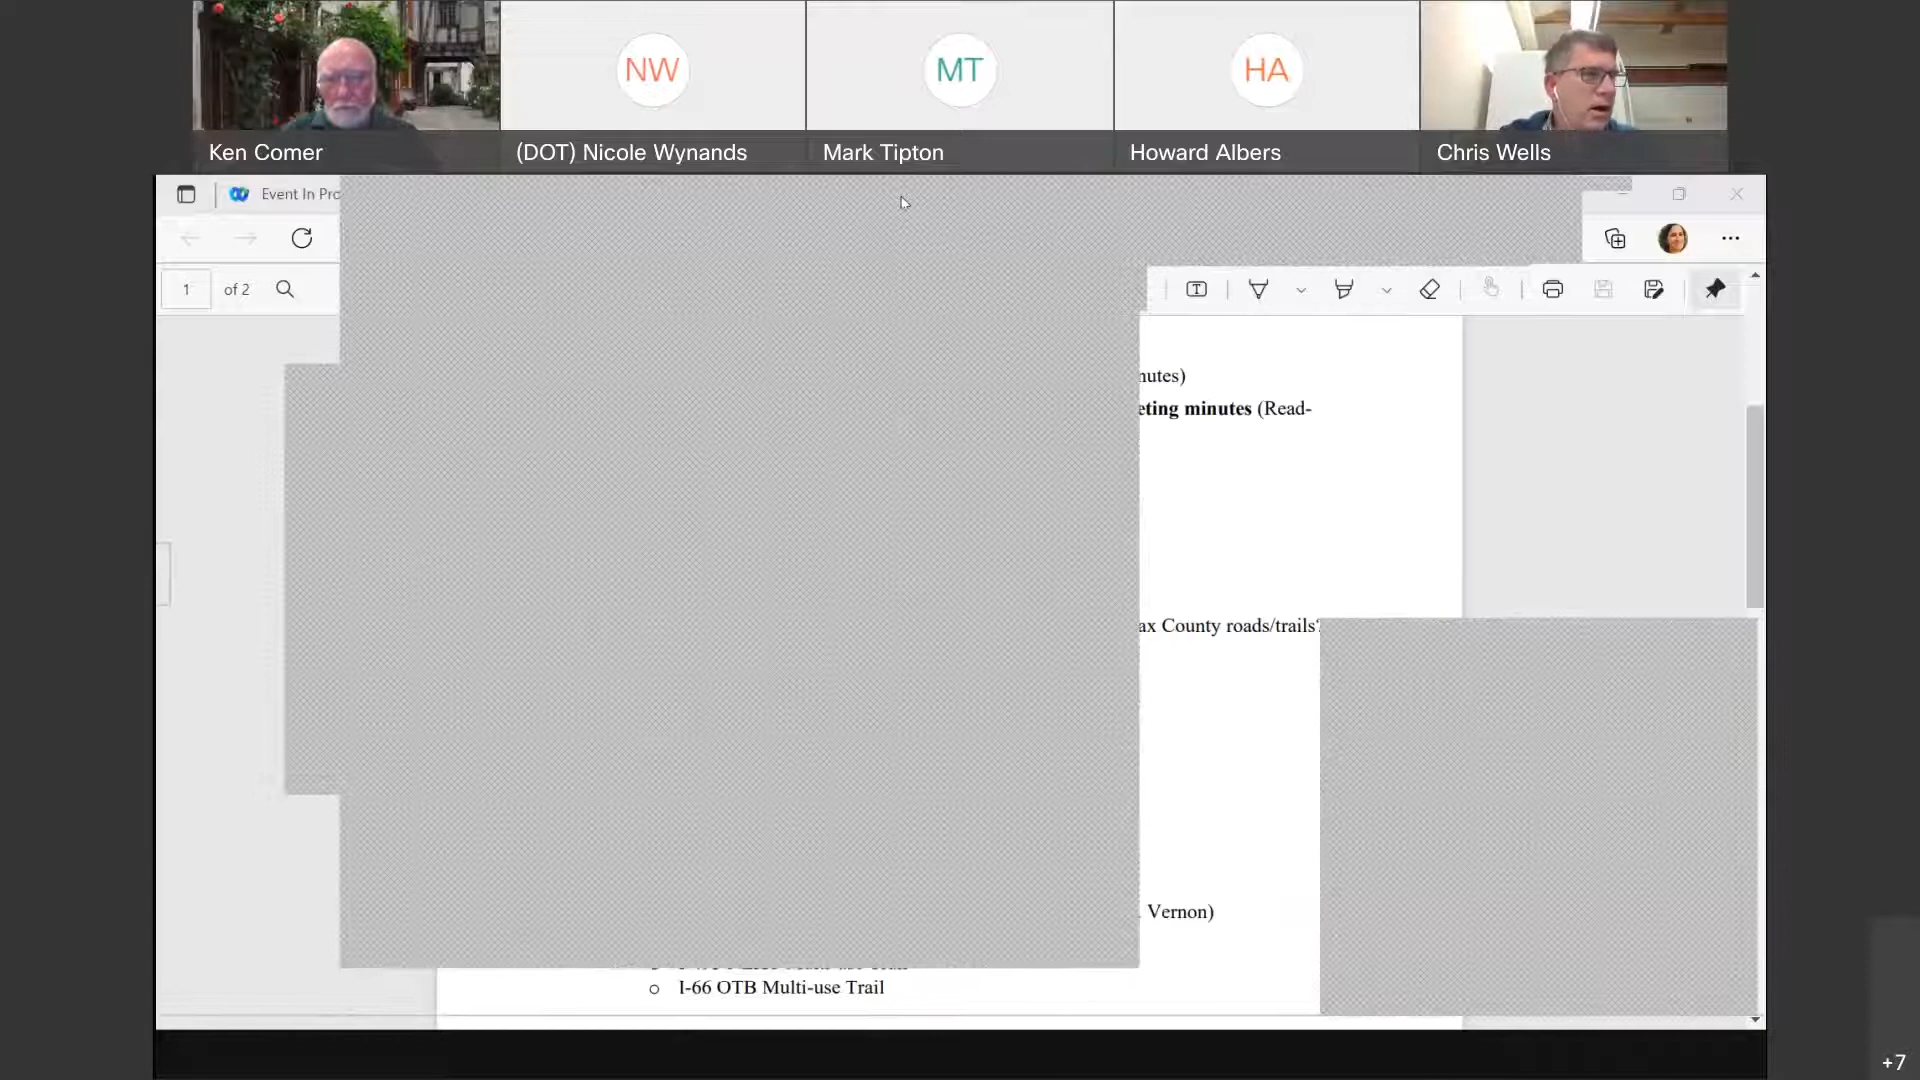 NW
MT
HA
Ken Comer
(DOT) Nicole Wynands
Mark Tipton
Howard Albers
Chris Wells
Event In Pro
1 of 2
nutes)
eting minutes (Read-
ax County roads/trails?
Vernon)
I-66 OTB Multi-use Trail
+7